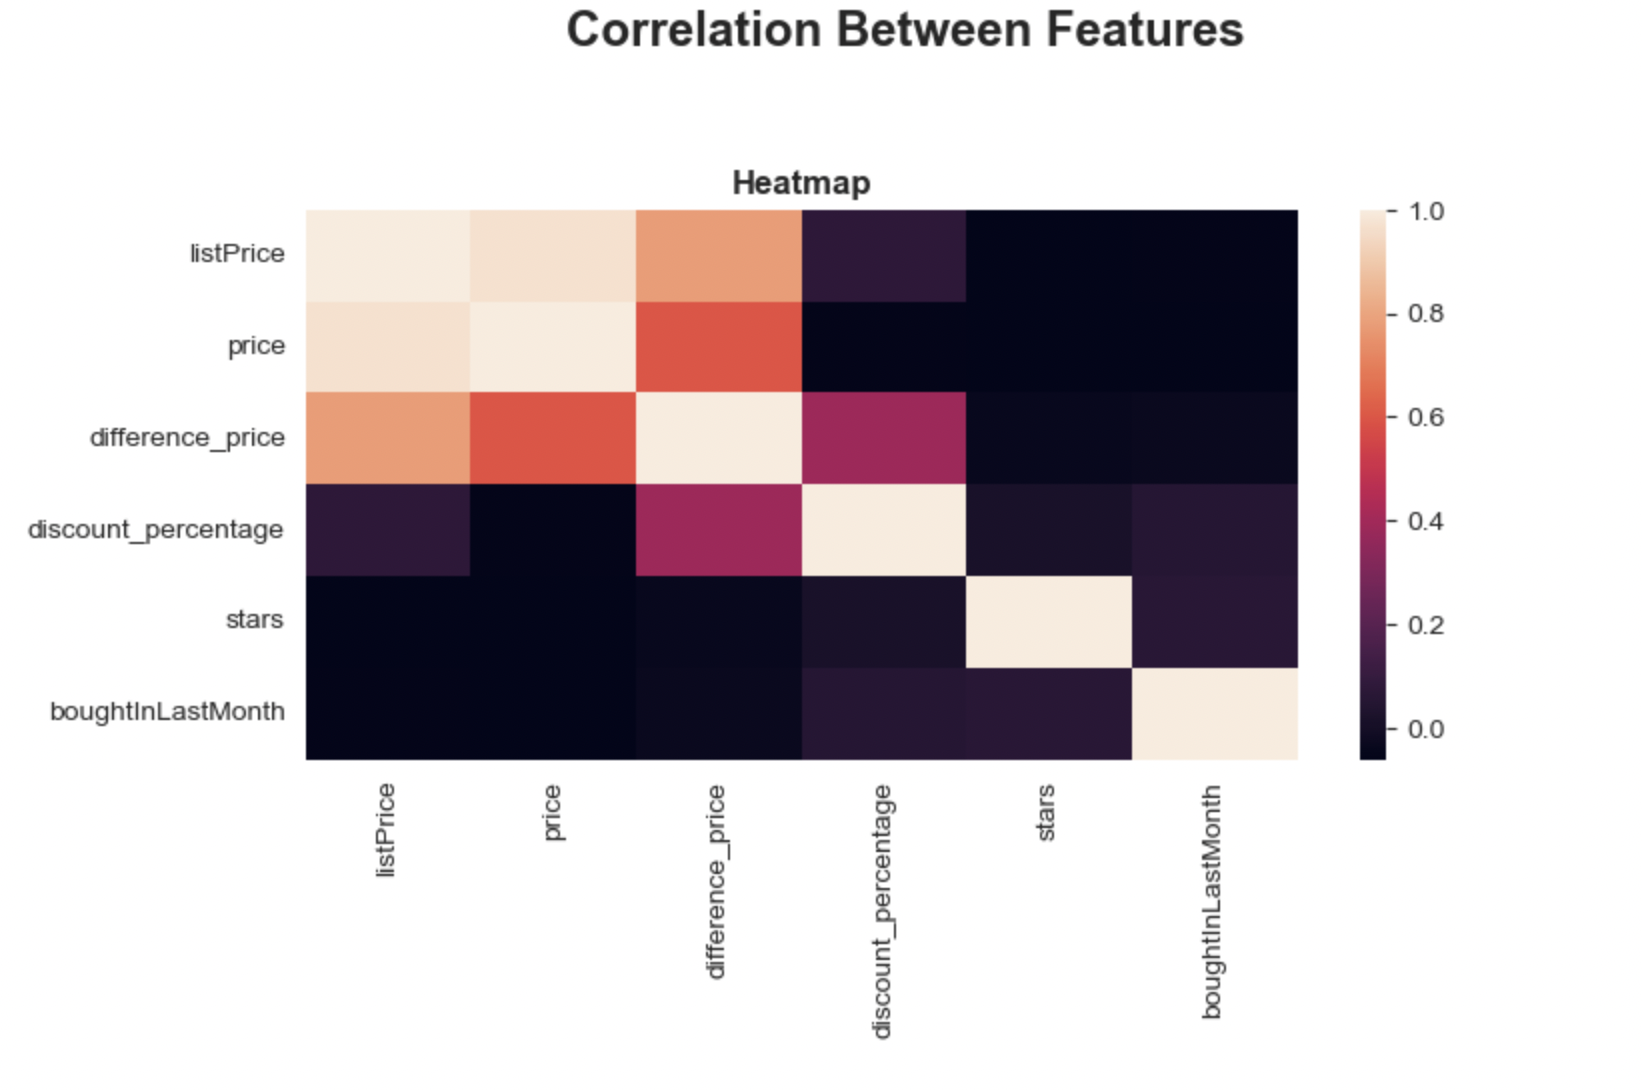 Correlation Between Features
Heatmap
listPrice
price
difference_price
discount_percentage
stars
boughtInLastMonth
listPrice
price
difference_price
discount_percentage
stars
boughtInLastMonth
1.0
0.8
0.6
0.4
0.2
0.0